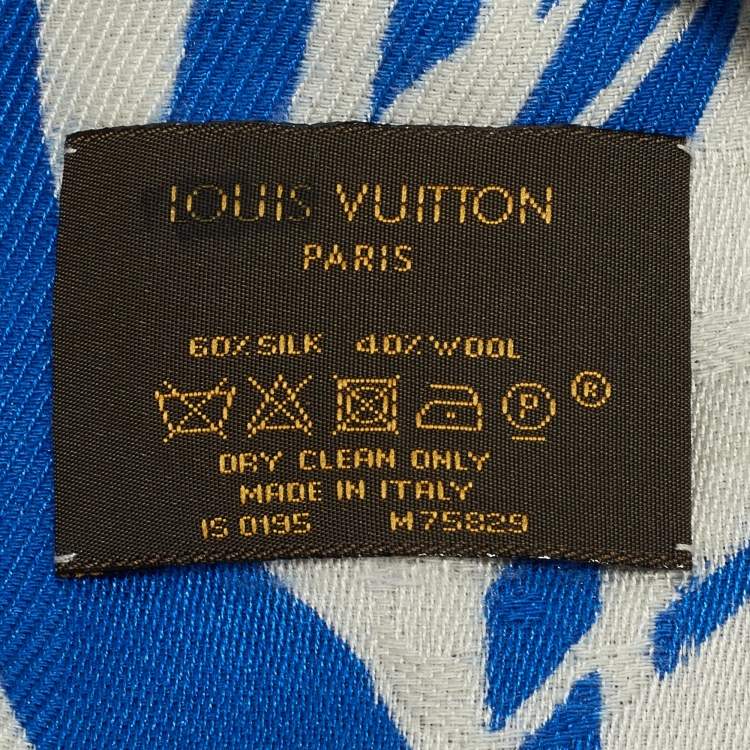 LOUIS VUITTON
PARIS
60% SILK 40% WOOL
P ®
DRY CLEAN ONLY
MADE IN ITALY
IS 0195 M75829